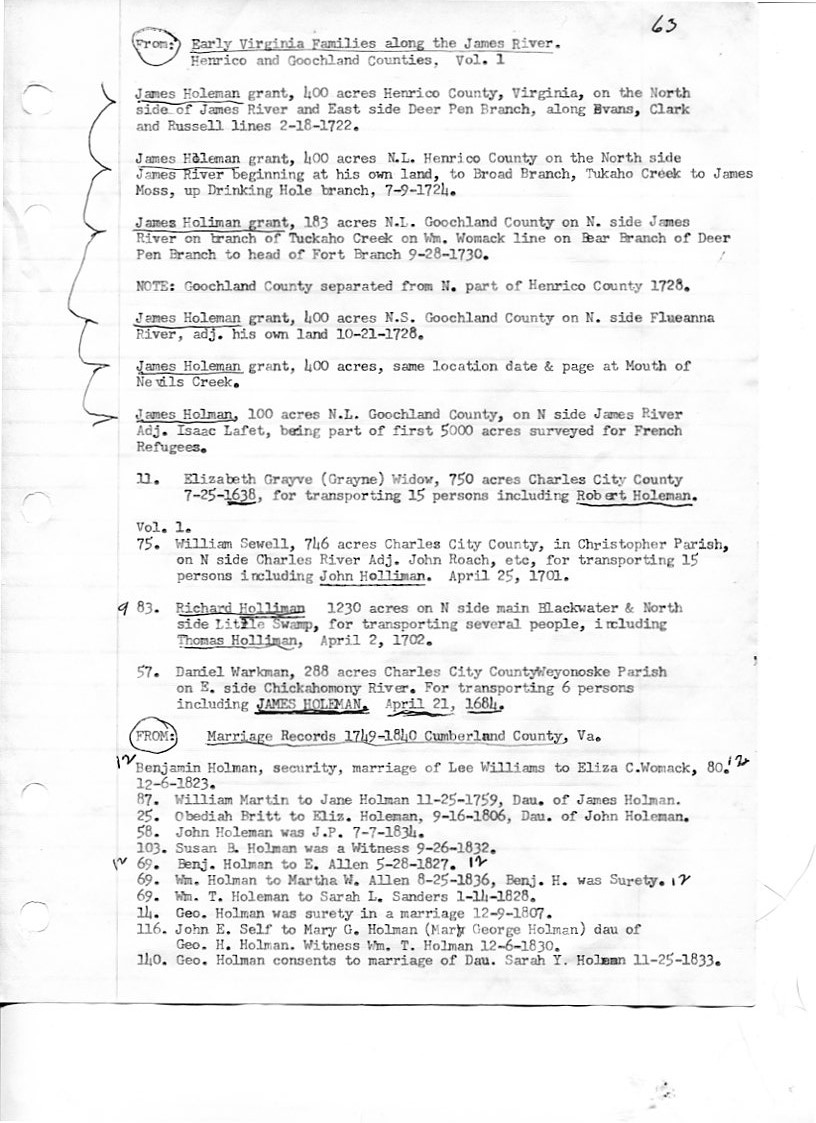 63
From: Early Virginia Families along the James River.
Henrico and Goochland Counties, Vol. 1
James Holeman grant, 400 acres Henrico County, Virginia, on the North
side of James River and East side Deer Pen Branch, along Evans, Clark
and Russell lines 2-18-1722.
James Holeman grant, 400 acres N.L. Henrico County on the North side
James River beginning at his own land, to Broad Branch, Tukaho Creek to James
Moss, up Drinking Hole branch, 7-9-1724.
James Holiman grant, 183 acres N.L. Goochland County on N. side James
River on branch of Tuckaho Creek on Wm. Womack line on Bear Branch of Deer
Pen Branch to head of Fort Branch 9-28-1730.
NOTE: Goochland County separated from N. part of Henrico County 1728.
James Holeman grant, 400 acres N.S. Goochland County on N. side Flueanna
River, adj. his own land 10-21-1728.
James Holeman grant, 400 acres, same location date & page at Mouth of
Nevils Creek.
James Holman, 100 acres N.L. Goochland County, on N side James River
Adj. Isaac Lafet, being part of first 5000 acres surveyed for French
Refugees.
11. Elizabeth Grayve (Grayne) Widow, 750 acres Charles City County
7-25-1638, for transporting 15 persons including Robert Holeman.
Vol. 1.
75. William Sewell, 746 acres Charles City County, in Christopher Parish,
on N side Charles River Adj. John Roach, etc, for transporting 15
persons including John Holliman. April 25, 1701.
9 83. Richard Holliman 1230 acres on N side main Blackwater & North
side Little Swamp, for transporting several people, including
Thomas Holliman, April 2, 1702.
57. Daniel Warkman, 288 acres Charles City CountyWeyonoske Parish
on E. side Chickahomony River. For transporting 6 persons
including JAMES HOLEMAN. April 21, 1684.
FROM: Marriage Records 1749-1840 Cumberland County, Va.
12 Benjamin Holman, security, marriage of Lee Williams to Eliza C.Womack, 80. 12
12-6-1823.
87. William Martin to Jane Holman 11-25-1759, Dau. of James Holman.
25. Obediah Britt to Eliz. Holeman, 9-16-1806, Dau. of John Holeman.
58. John Holeman was J.P. 7-7-1834.
103. Susan B. Holman was a Witness 9-26-1832.
12 69. Benj. Holman to E. Allen 5-28-1827. 12
69. Wm. Holman to Martha W. Allen 8-25-1836, Benj. H. was Surety. 12
69. Wm. T. Holeman to Sarah L. Sanders 1-14-1828.
14. Geo. Holman was surety in a marriage 12-9-1807.
116. John E. Self to Mary G. Holman (Mary George Holman) dau of
Geo. H. Holman. Witness Wm. T. Holman 12-6-1830.
140. Geo. Holman consents to marriage of Dau. Sarah Y. Holman 11-25-1833.